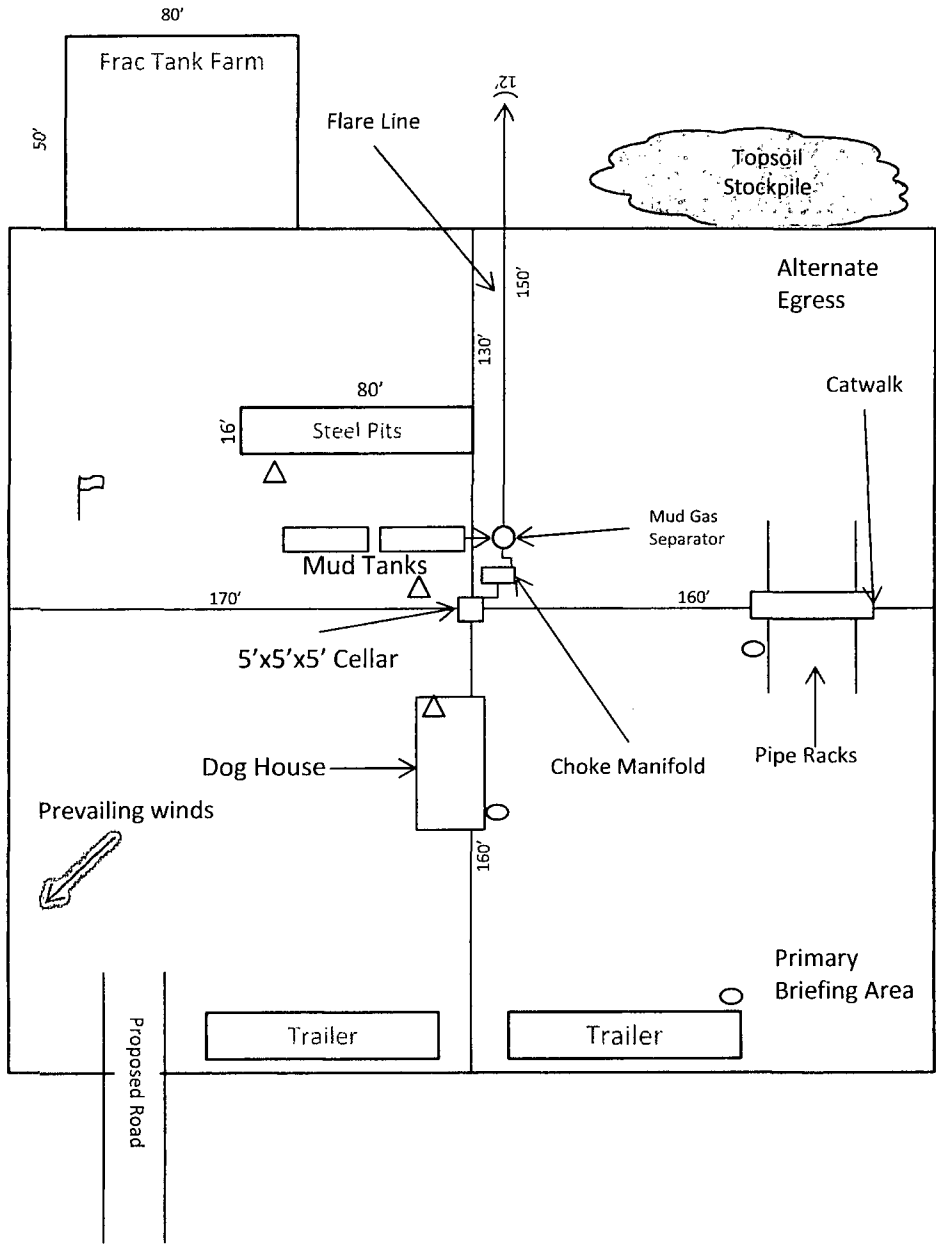 80’
Frac Tank Farm
50’
Flare Line
12’)
Topsoil
Stockpile
150’
130’
Alternate
Egress
80’
16’
Steel Pits
Catwalk
Mud Gas
Separator
Mud Tanks
170’
160’
5’x5’x5’ Cellar
Dog House
Choke Manifold
Pipe Racks
Prevailing winds
160’
Primary
Briefing Area
Trailer
Trailer
Proposed Road